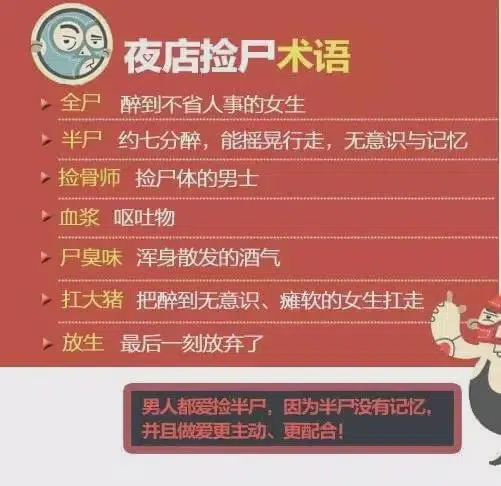 夜店捡尸术语
全尸 醉到不省人事的女生
半尸 约七分醉，能摇晃行走，无意识与记忆
捡骨师 捡尸体的男士
血浆 呕吐物
尸臭味 浑身散发的酒气
扛大猪 把醉到无意识、瘫软的女生扛走
放生 最后一刻放弃了
男人都爱捡半尸，因为半尸没有记忆，
并且做爱更主动、更配合！